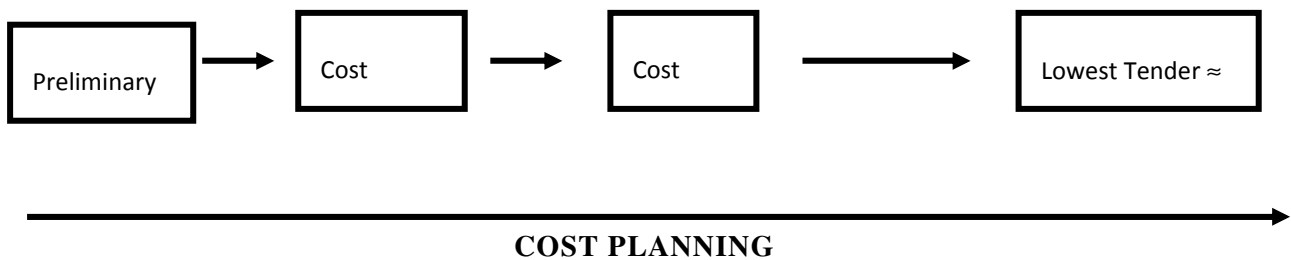 Preliminary
Cost
Cost
Lowest Tender ≈
COST PLANNING